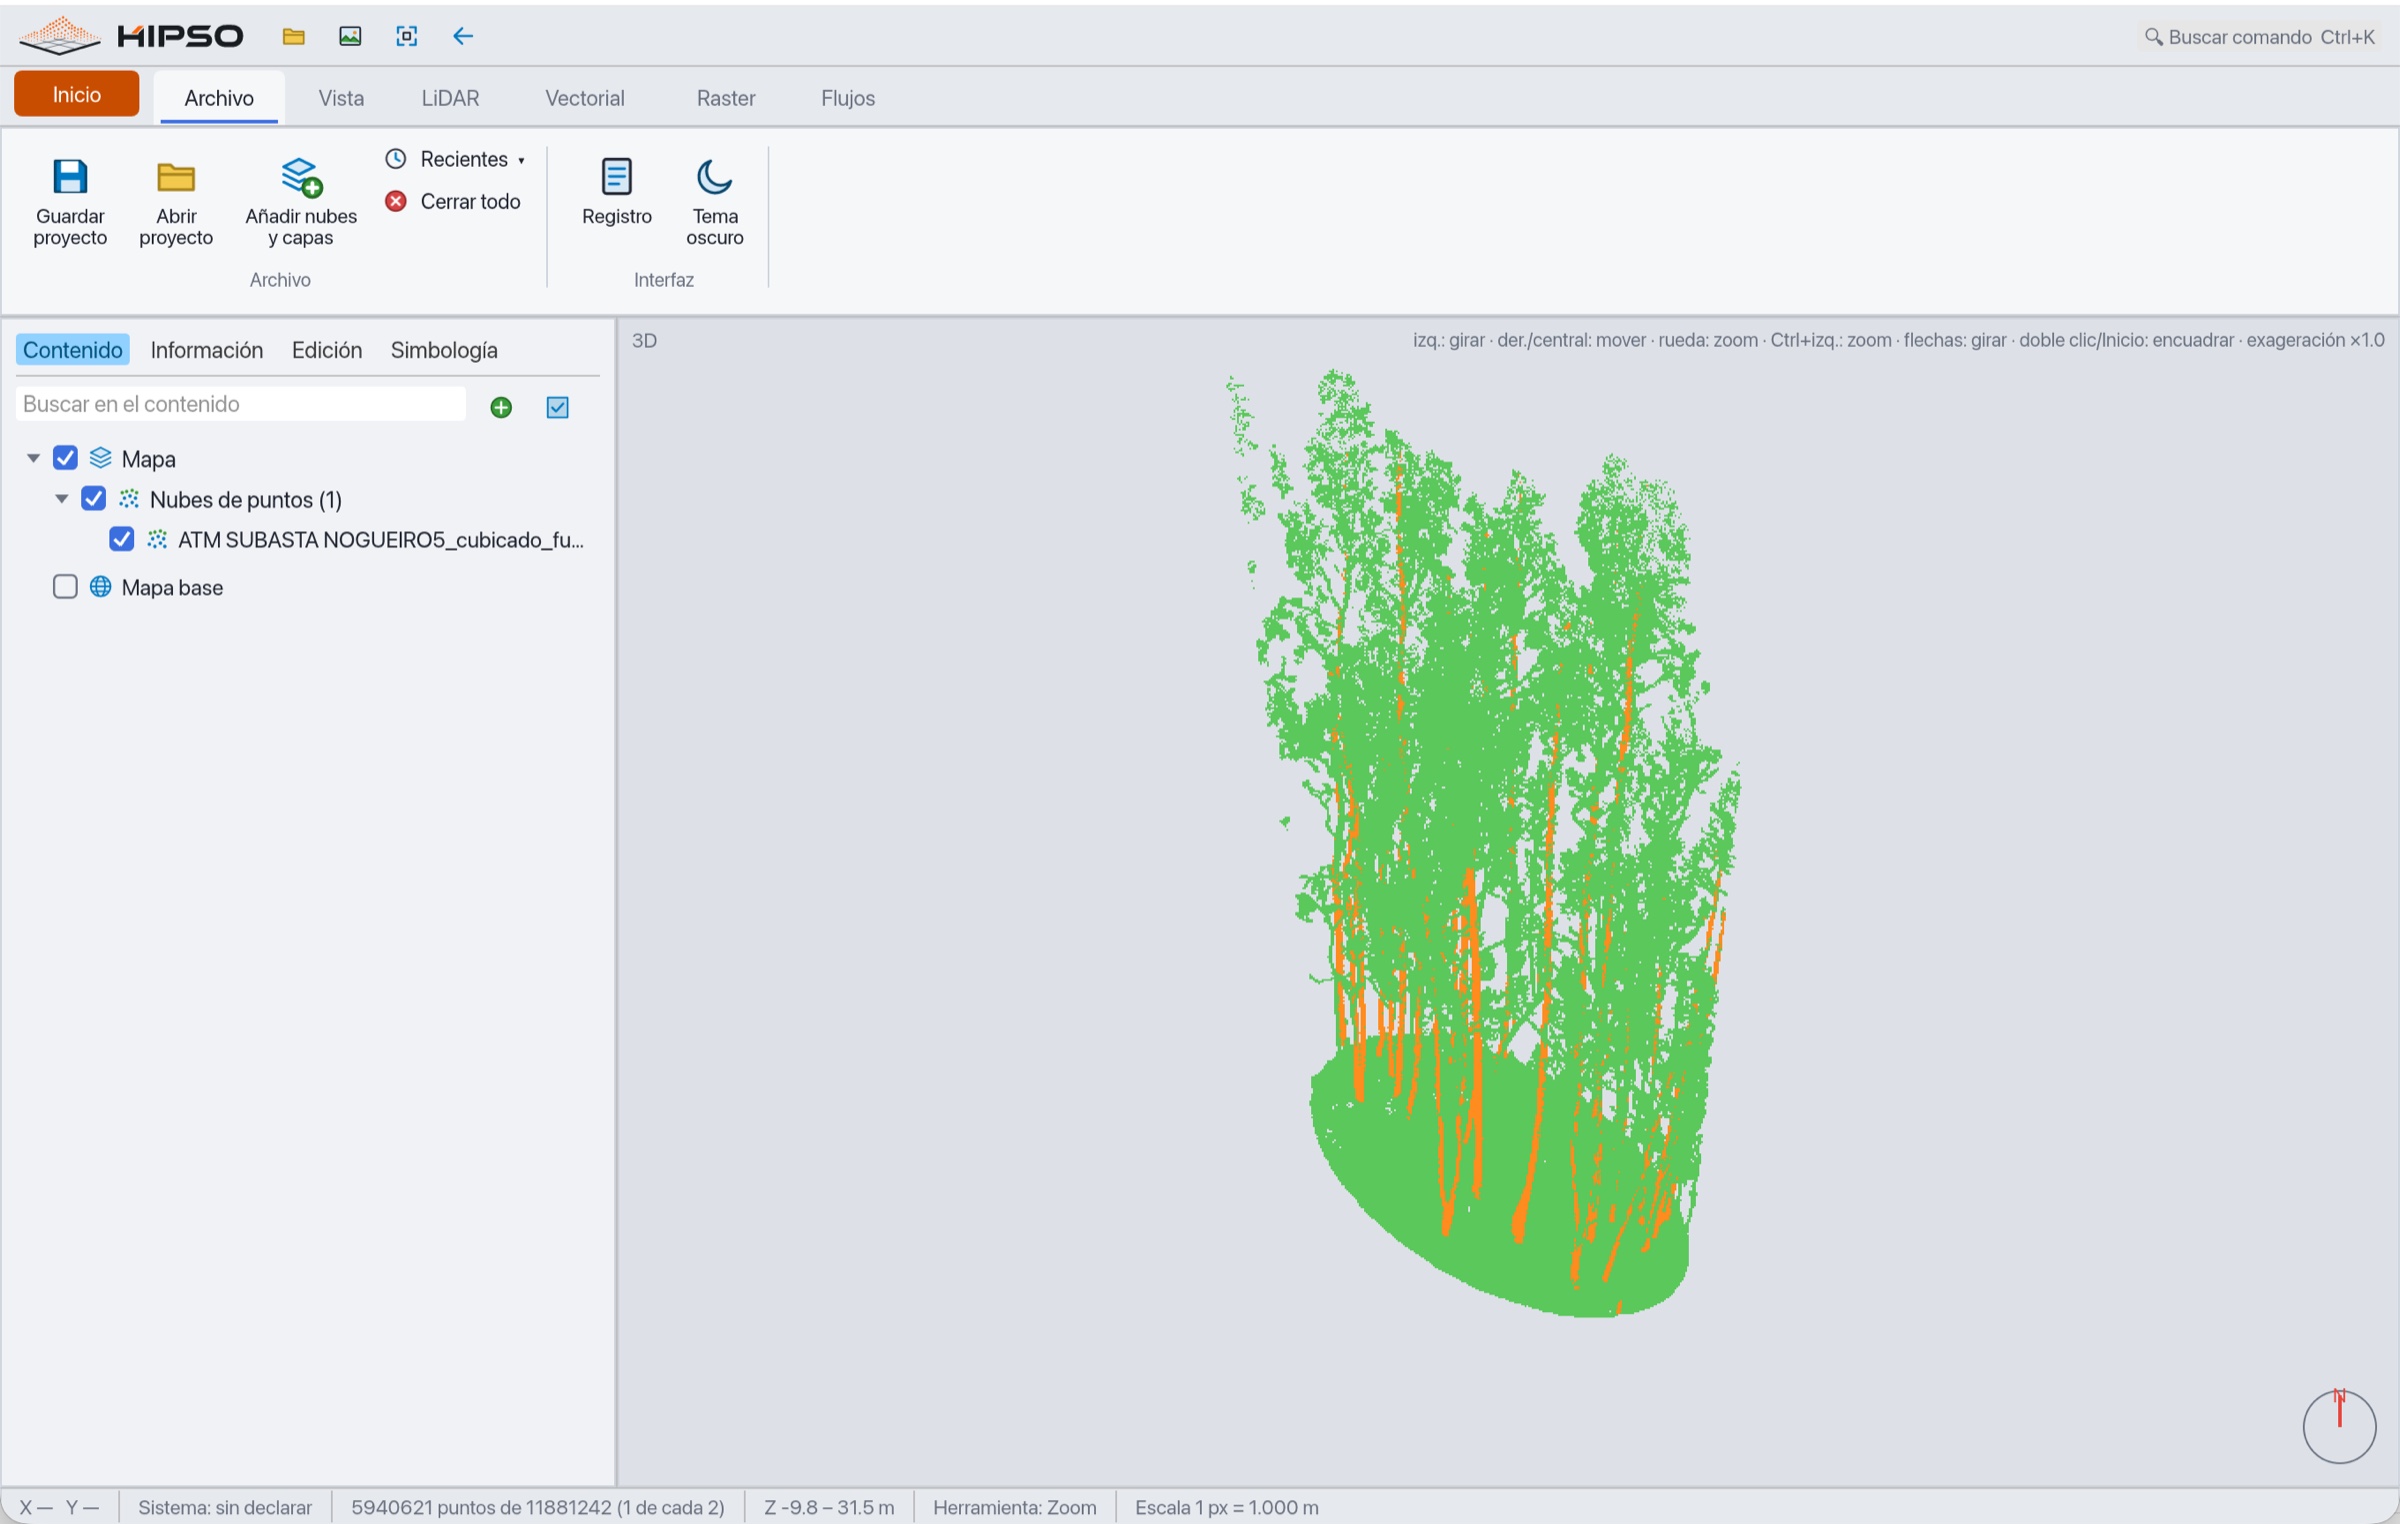 HIPSO
Buscar comando Ctrl+K
Inicio
Archivo
Vista
LiDAR
Vectorial
Raster
Flujos
Guardar
proyecto
Abrir
proyecto
Añadir nubes
y capas
Recientes
Cerrar todo
Archivo
Registro
Tema
oscuro
Interfaz
Contenido
Información
Edición
Simbología
Buscar en el contenido
Mapa
Nubes de puntos (1)
ATM SUBASTA NOGUEIRO5_cubicado_fu...
Mapa base
3D
izq.: girar · der./central: mover · rueda: zoom · Ctrl+izq.: zoom · flechas: girar · doble clic/Inicio: encuadrar · exageración ×1.0
N
X — Y —
Sistema: sin declarar
5940621 puntos de 11881242 (1 de cada 2)
Z -9.8 – 31.5 m
Herramienta: Zoom
Escala 1 px = 1.000 m